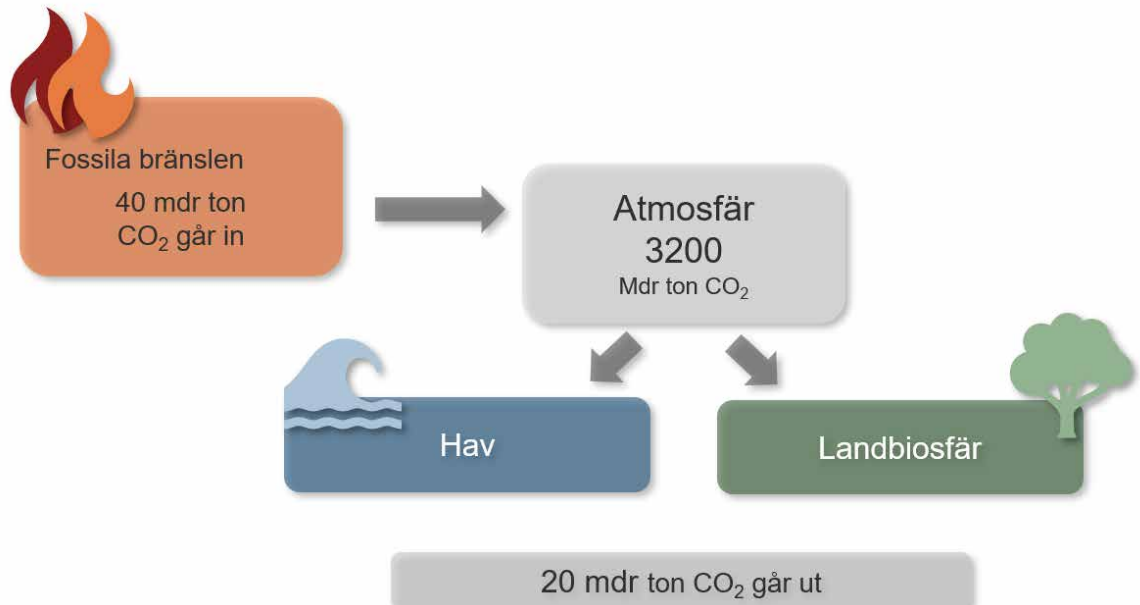 Fossila bränslen
40 mdr ton
CO₂ går in
Atmosfär
3200
Mdr ton CO₂
Hav
Landbiosfär
20 mdr ton CO₂ går ut